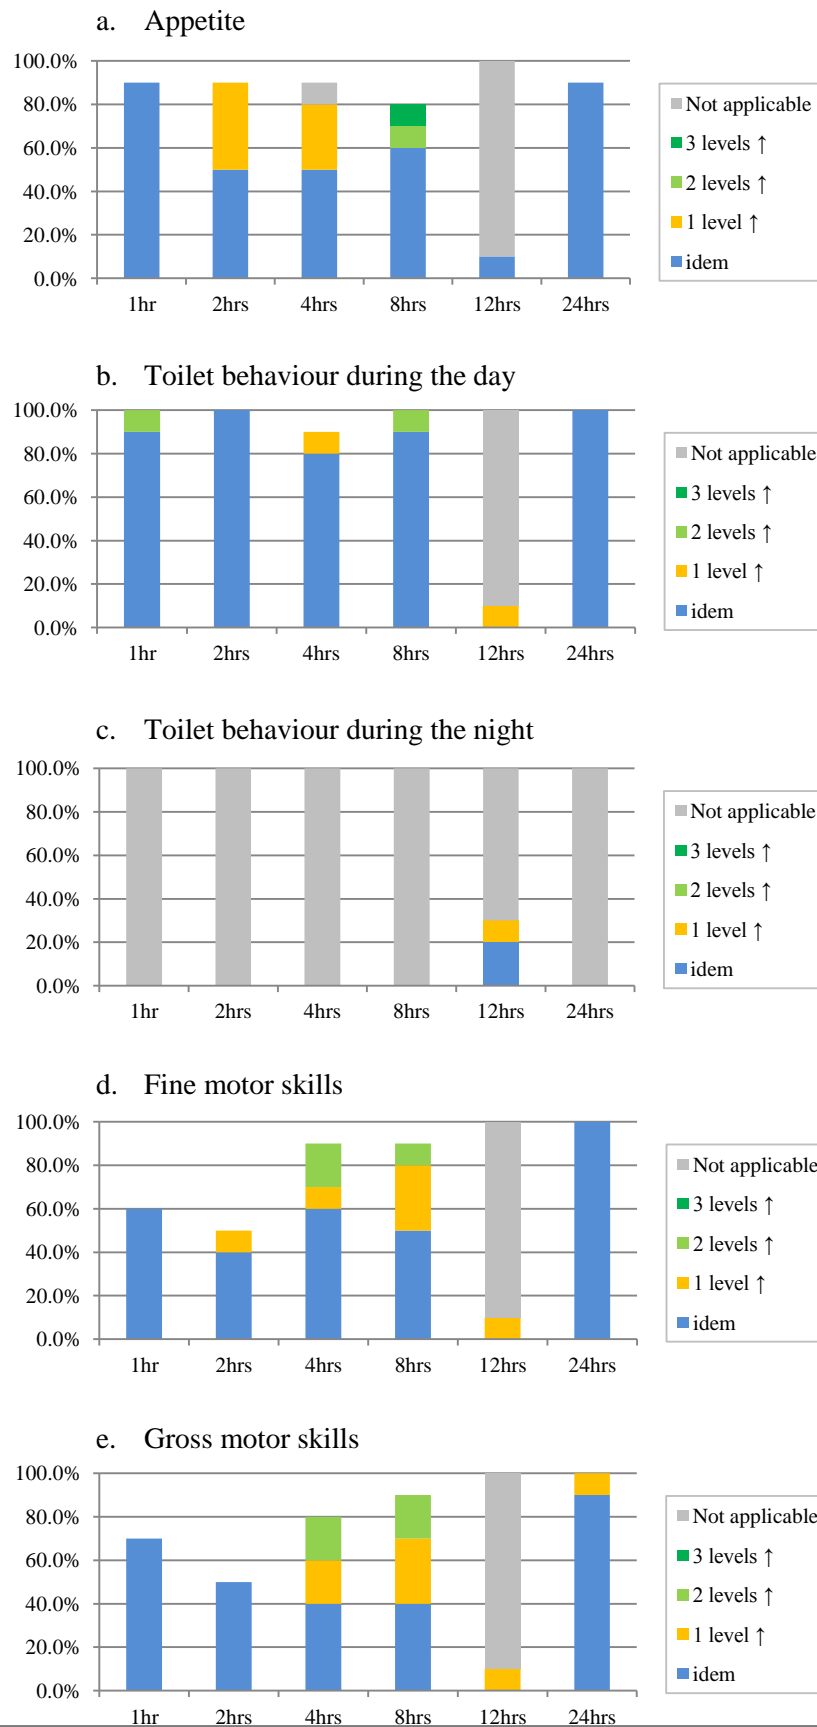 a. Appetite
100.0%
80.0%
60.0%
40.0%
20.0%
0.0%
1hr 2hrs 4hrs 8hrs 12hrs 24hrs
Not applicable
3 levels ↑
2 levels ↑
1 level ↑
idem
b. Toilet behaviour during the day
100.0%
80.0%
60.0%
40.0%
20.0%
0.0%
1hr 2hrs 4hrs 8hrs 12hrs 24hrs
Not applicable
3 levels ↑
2 levels ↑
1 level ↑
idem
c. Toilet behaviour during the night
100.0%
80.0%
60.0%
40.0%
20.0%
0.0%
1hr 2hrs 4hrs 8hrs 12hrs 24hrs
Not applicable
3 levels ↑
2 levels ↑
1 level ↑
idem
d. Fine motor skills
100.0%
80.0%
60.0%
40.0%
20.0%
0.0%
1hr 2hrs 4hrs 8hrs 12hrs 24hrs
Not applicable
3 levels ↑
2 levels ↑
1 level ↑
idem
e. Gross motor skills
100.0%
80.0%
60.0%
40.0%
20.0%
0.0%
1hr 2hrs 4hrs 8hrs 12hrs 24hrs
Not applicable
3 levels ↑
2 levels ↑
1 level ↑
idem